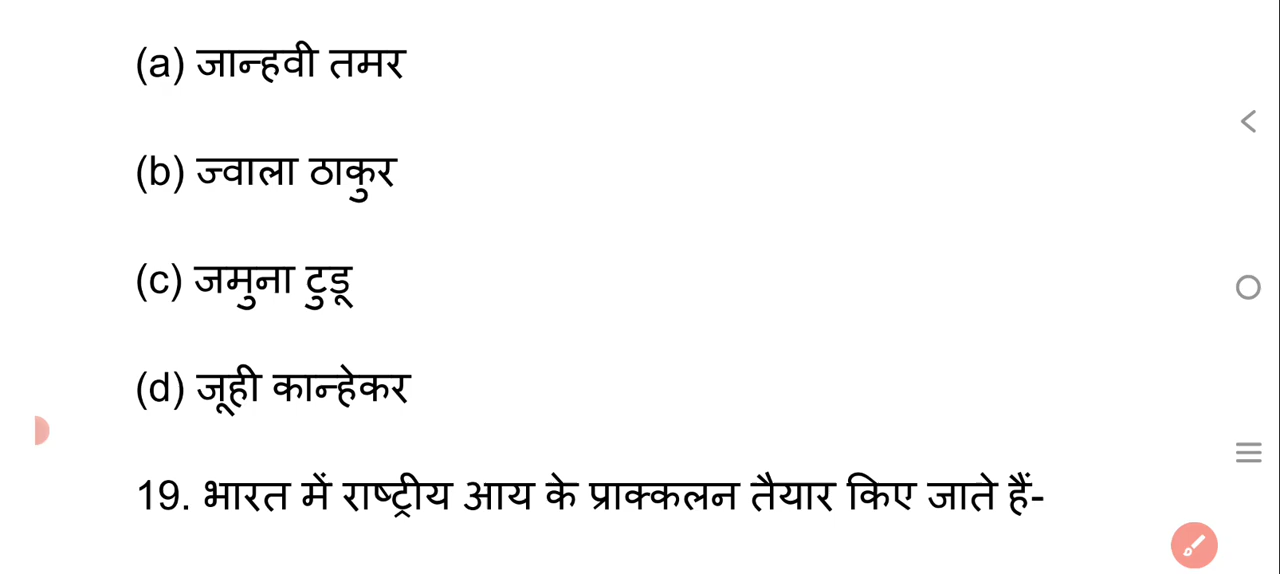 (a) जान्हवी तमर
(b) ज्वाला ठाकुर
(c) जमुना टुडू
(d) जूही कान्हेकर
19. भारत में राष्ट्रीय आय के प्राक्कलन तैयार किए जाते हैं-